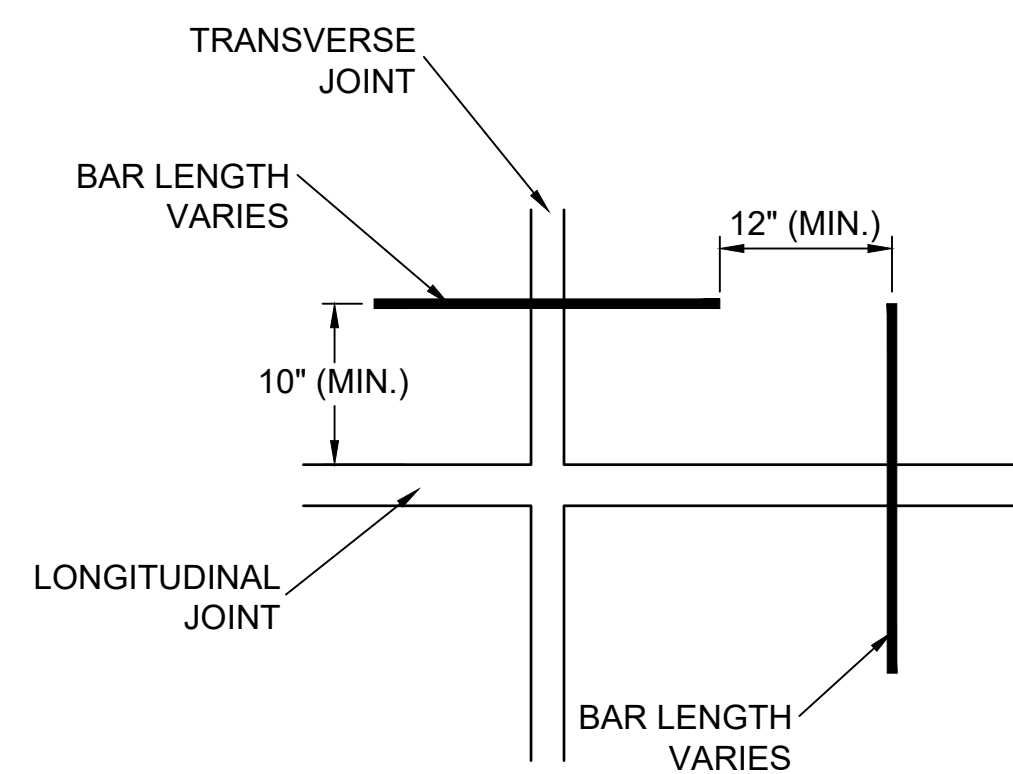 TRANSVERSE
JOINT
BAR LENGTH
VARIES
12" (MIN.)
10" (MIN.)
LONGITUDINAL
JOINT
BAR LENGTH
VARIES